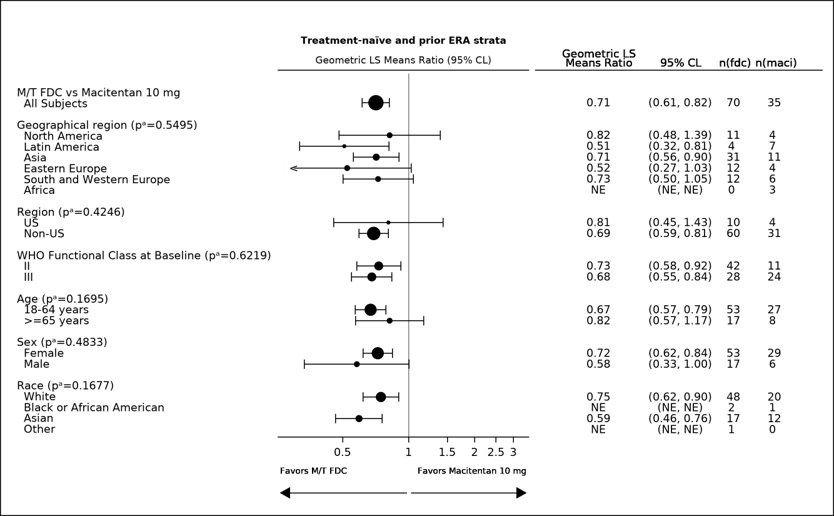 Treatment-naïve and prior ERA strata
Geometric LS Means Ratio (95% CL)
Geometric LS
Means Ratio 95% CL n(fdc) n(maci)
M/T FDC vs Macitentan 10 mg
All Subjects 0.71 (0.61, 0.82) 70 35
Geographical region (pᵃ=0.5495)
North America 0.82 (0.48, 1.39) 11 4
Latin America 0.51 (0.32, 0.81) 4 7
Asia 0.71 (0.56, 0.90) 31 11
Eastern Europe 0.52 (0.27, 1.03) 12 4
South and Western Europe 0.73 (0.50, 1.05) 12 6
Africa NE (NE, NE) 0 3
Region (pᵃ=0.4246)
US 0.81 (0.45, 1.43) 10 4
Non-US 0.69 (0.59, 0.81) 60 31
WHO Functional Class at Baseline (pᵃ=0.6219)
II 0.73 (0.58, 0.92) 42 11
III 0.68 (0.55, 0.84) 28 24
Age (pᵃ=0.1695)
18-64 years 0.67 (0.57, 0.79) 53 27
>=65 years 0.82 (0.57, 1.17) 17 8
Sex (pᵃ=0.4833)
Female 0.72 (0.62, 0.84) 53 29
Male 0.58 (0.33, 1.00) 17 6
Race (pᵃ=0.1677)
White 0.75 (0.62, 0.90) 48 20
Black or African American NE (NE, NE) 2 1
Asian 0.59 (0.46, 0.76) 17 12
Other NE (NE, NE) 1 0
0.5 1 1.5 2 2.5 3
Favors M/T FDC Favors Macitentan 10 mg